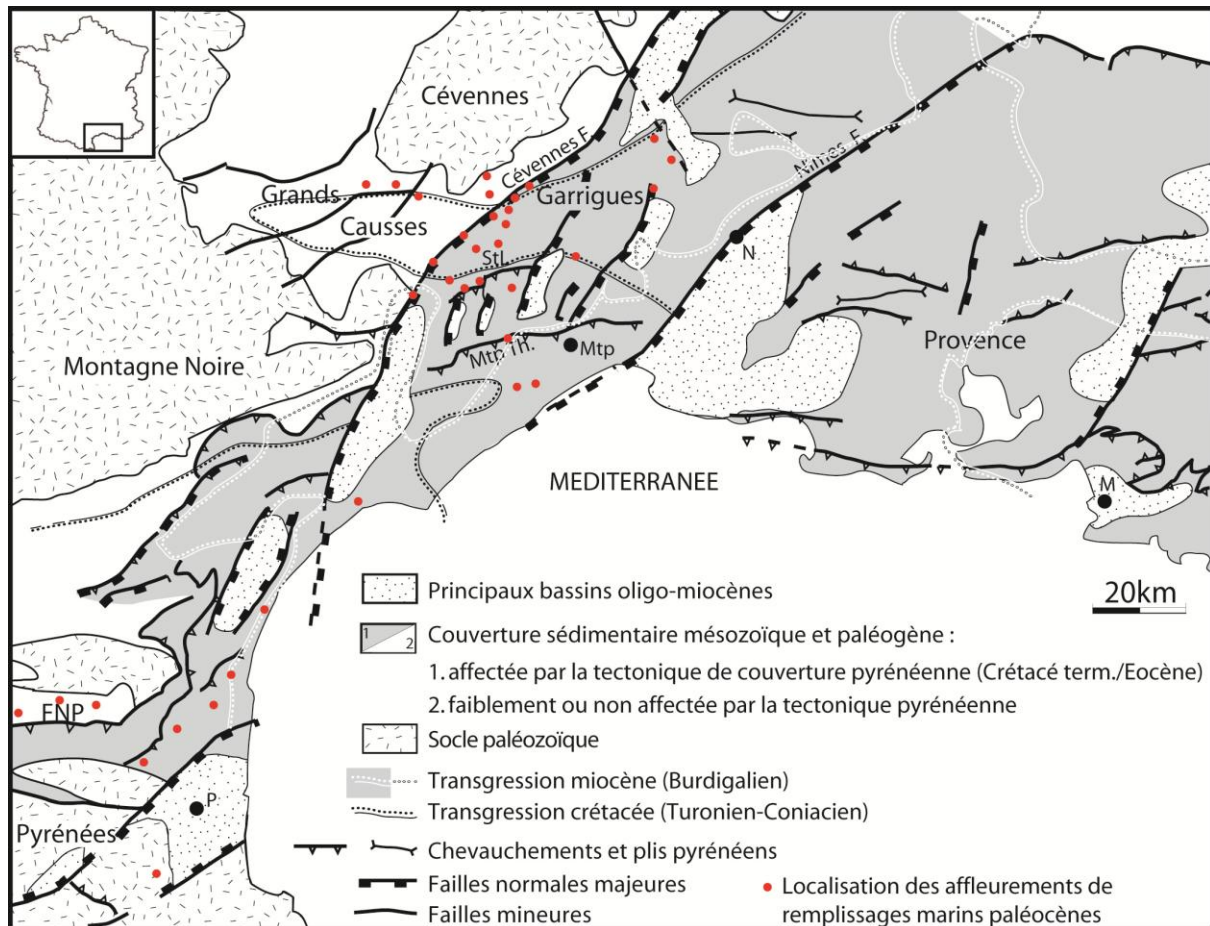 Cévennes
Cévennes F.
Nîmes F.
Grands
Causses
Garrigues
StL
N
Montagne Noire
Mtp Th.
Mtp
Provence
MEDITERRANEE
M
FNP
P
Pyrénées
20km
Principaux bassins oligo-miocènes
1
2
Couverture sédimentaire mésozoïque et paléogène :
1. affectée par la tectonique de couverture pyrénéenne (Crétacé term./Eocène)
2. faiblement ou non affectée par la tectonique pyrénéenne
Socle paléozoïque
Transgression miocène (Burdigalien)
Transgression crétacée (Turonien-Coniacien)
Chevauchements et plis pyrénéens
Failles normales majeures
Failles mineures
Localisation des affleurements de
remplissages marins paléocènes